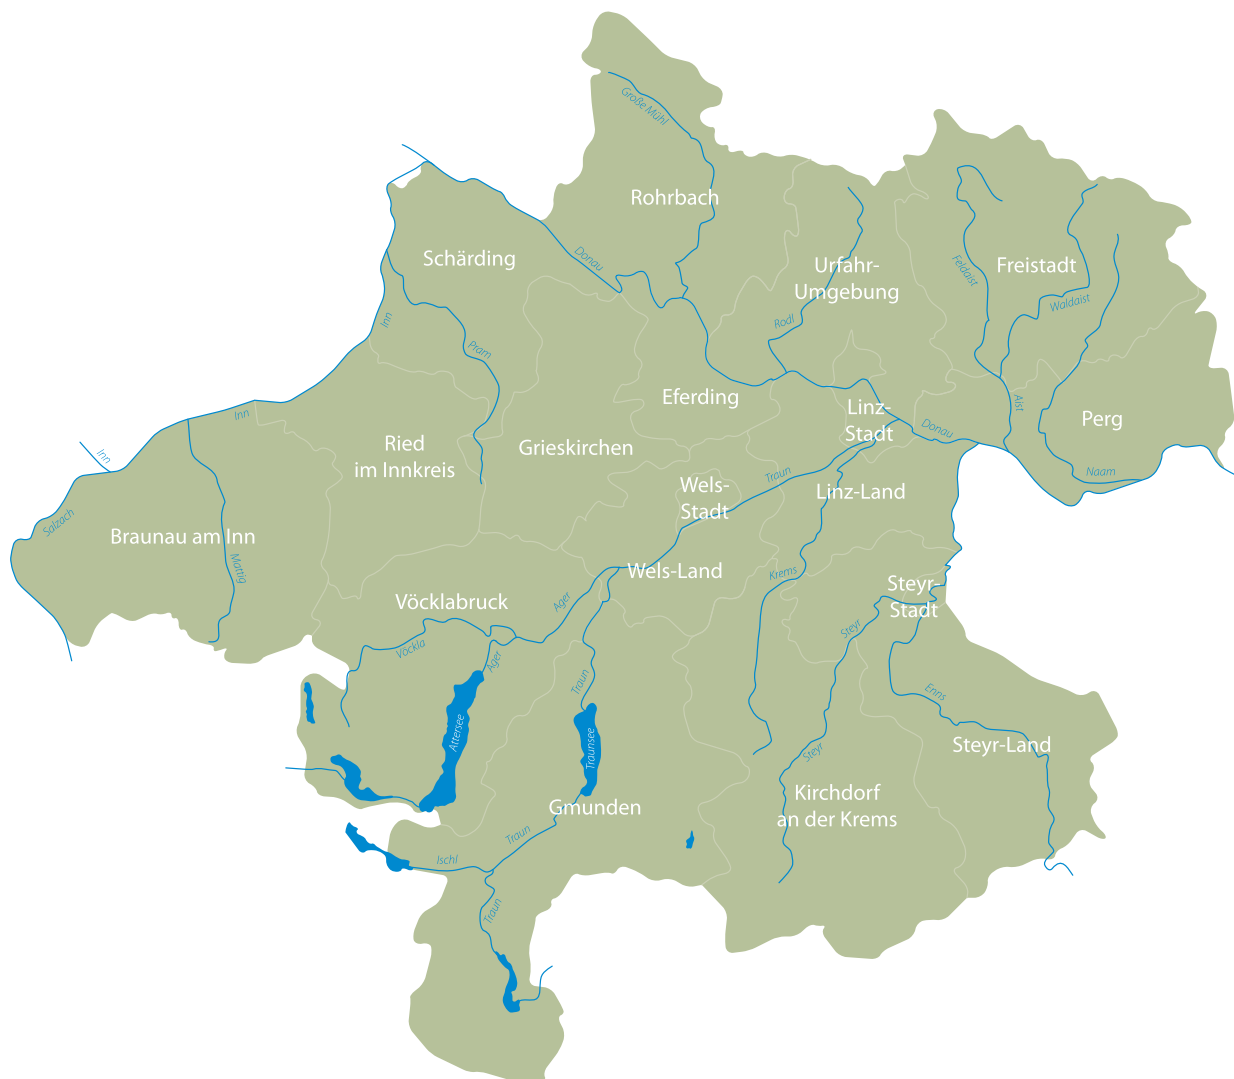 Große Mühl
Rohrbach
Schärding
Donau
Urfahr-
Umgebung
Freistadt
Feldaist
Waldaist
Inn
Rodl
Pram
Eferding
Linz-
Stadt
Aist
Donau
Perg
Inn
Ried
im Innkreis
Grieskirchen
Inn
Traun
Naarn
Wels-
Stadt
Linz-Land
Salzach
Braunau am Inn
Mattig
Wels-Land
Krems
Steyr-
Stadt
Vöcklabruck
Ager
Steyr
Vöckla
Ager
Traun
Enns
Attersee
Traunsee
Steyr
Steyr-Land
Gmunden
Kirchdorf
an der Krems
Traun
Ischl
Traun